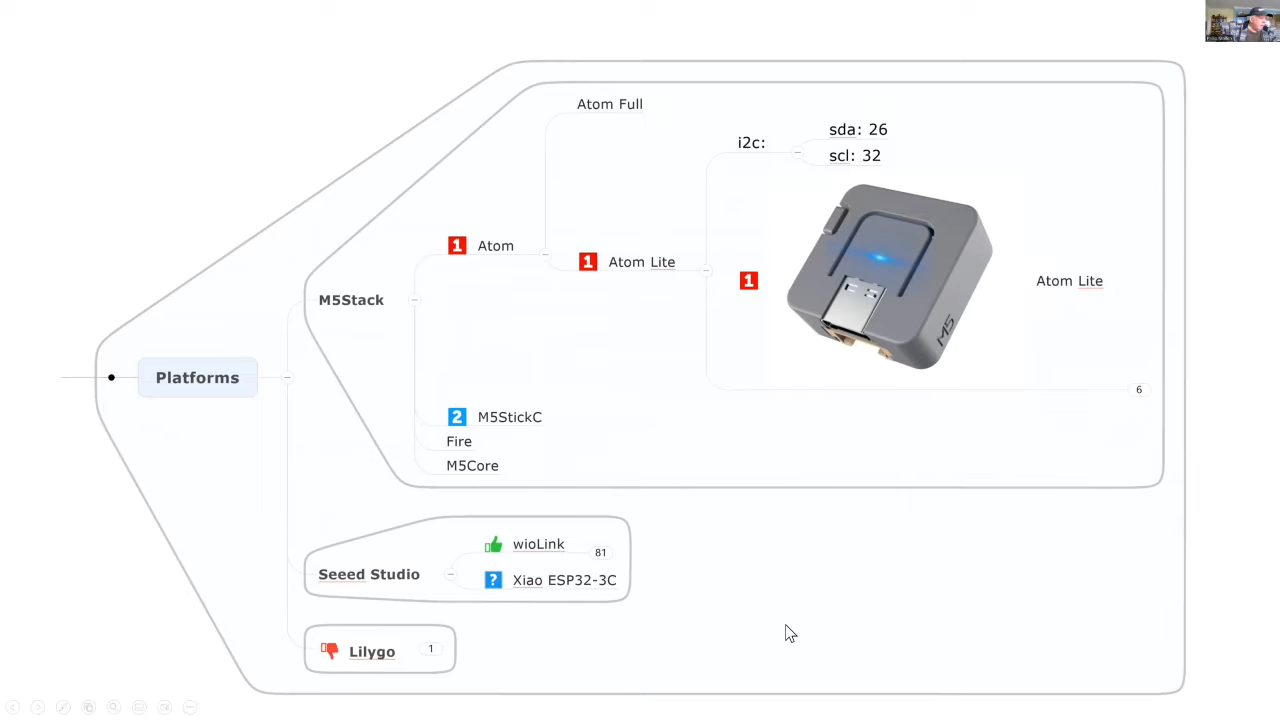 Atom Full
i2c:
sda: 26
scl: 32
1 Atom
1 Atom Lite
1
M5
Atom Lite
M5Stack
Platforms
6
2 M5StickC
Fire
M5Core
wioLink
81
Seeed Studio
? Xiao ESP32-3C
Lilygo
1